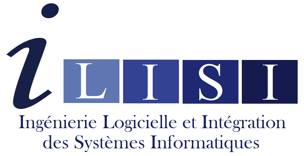 iLISI
Ingénierie Logicielle et Intégration
des Systèmes Informatiques